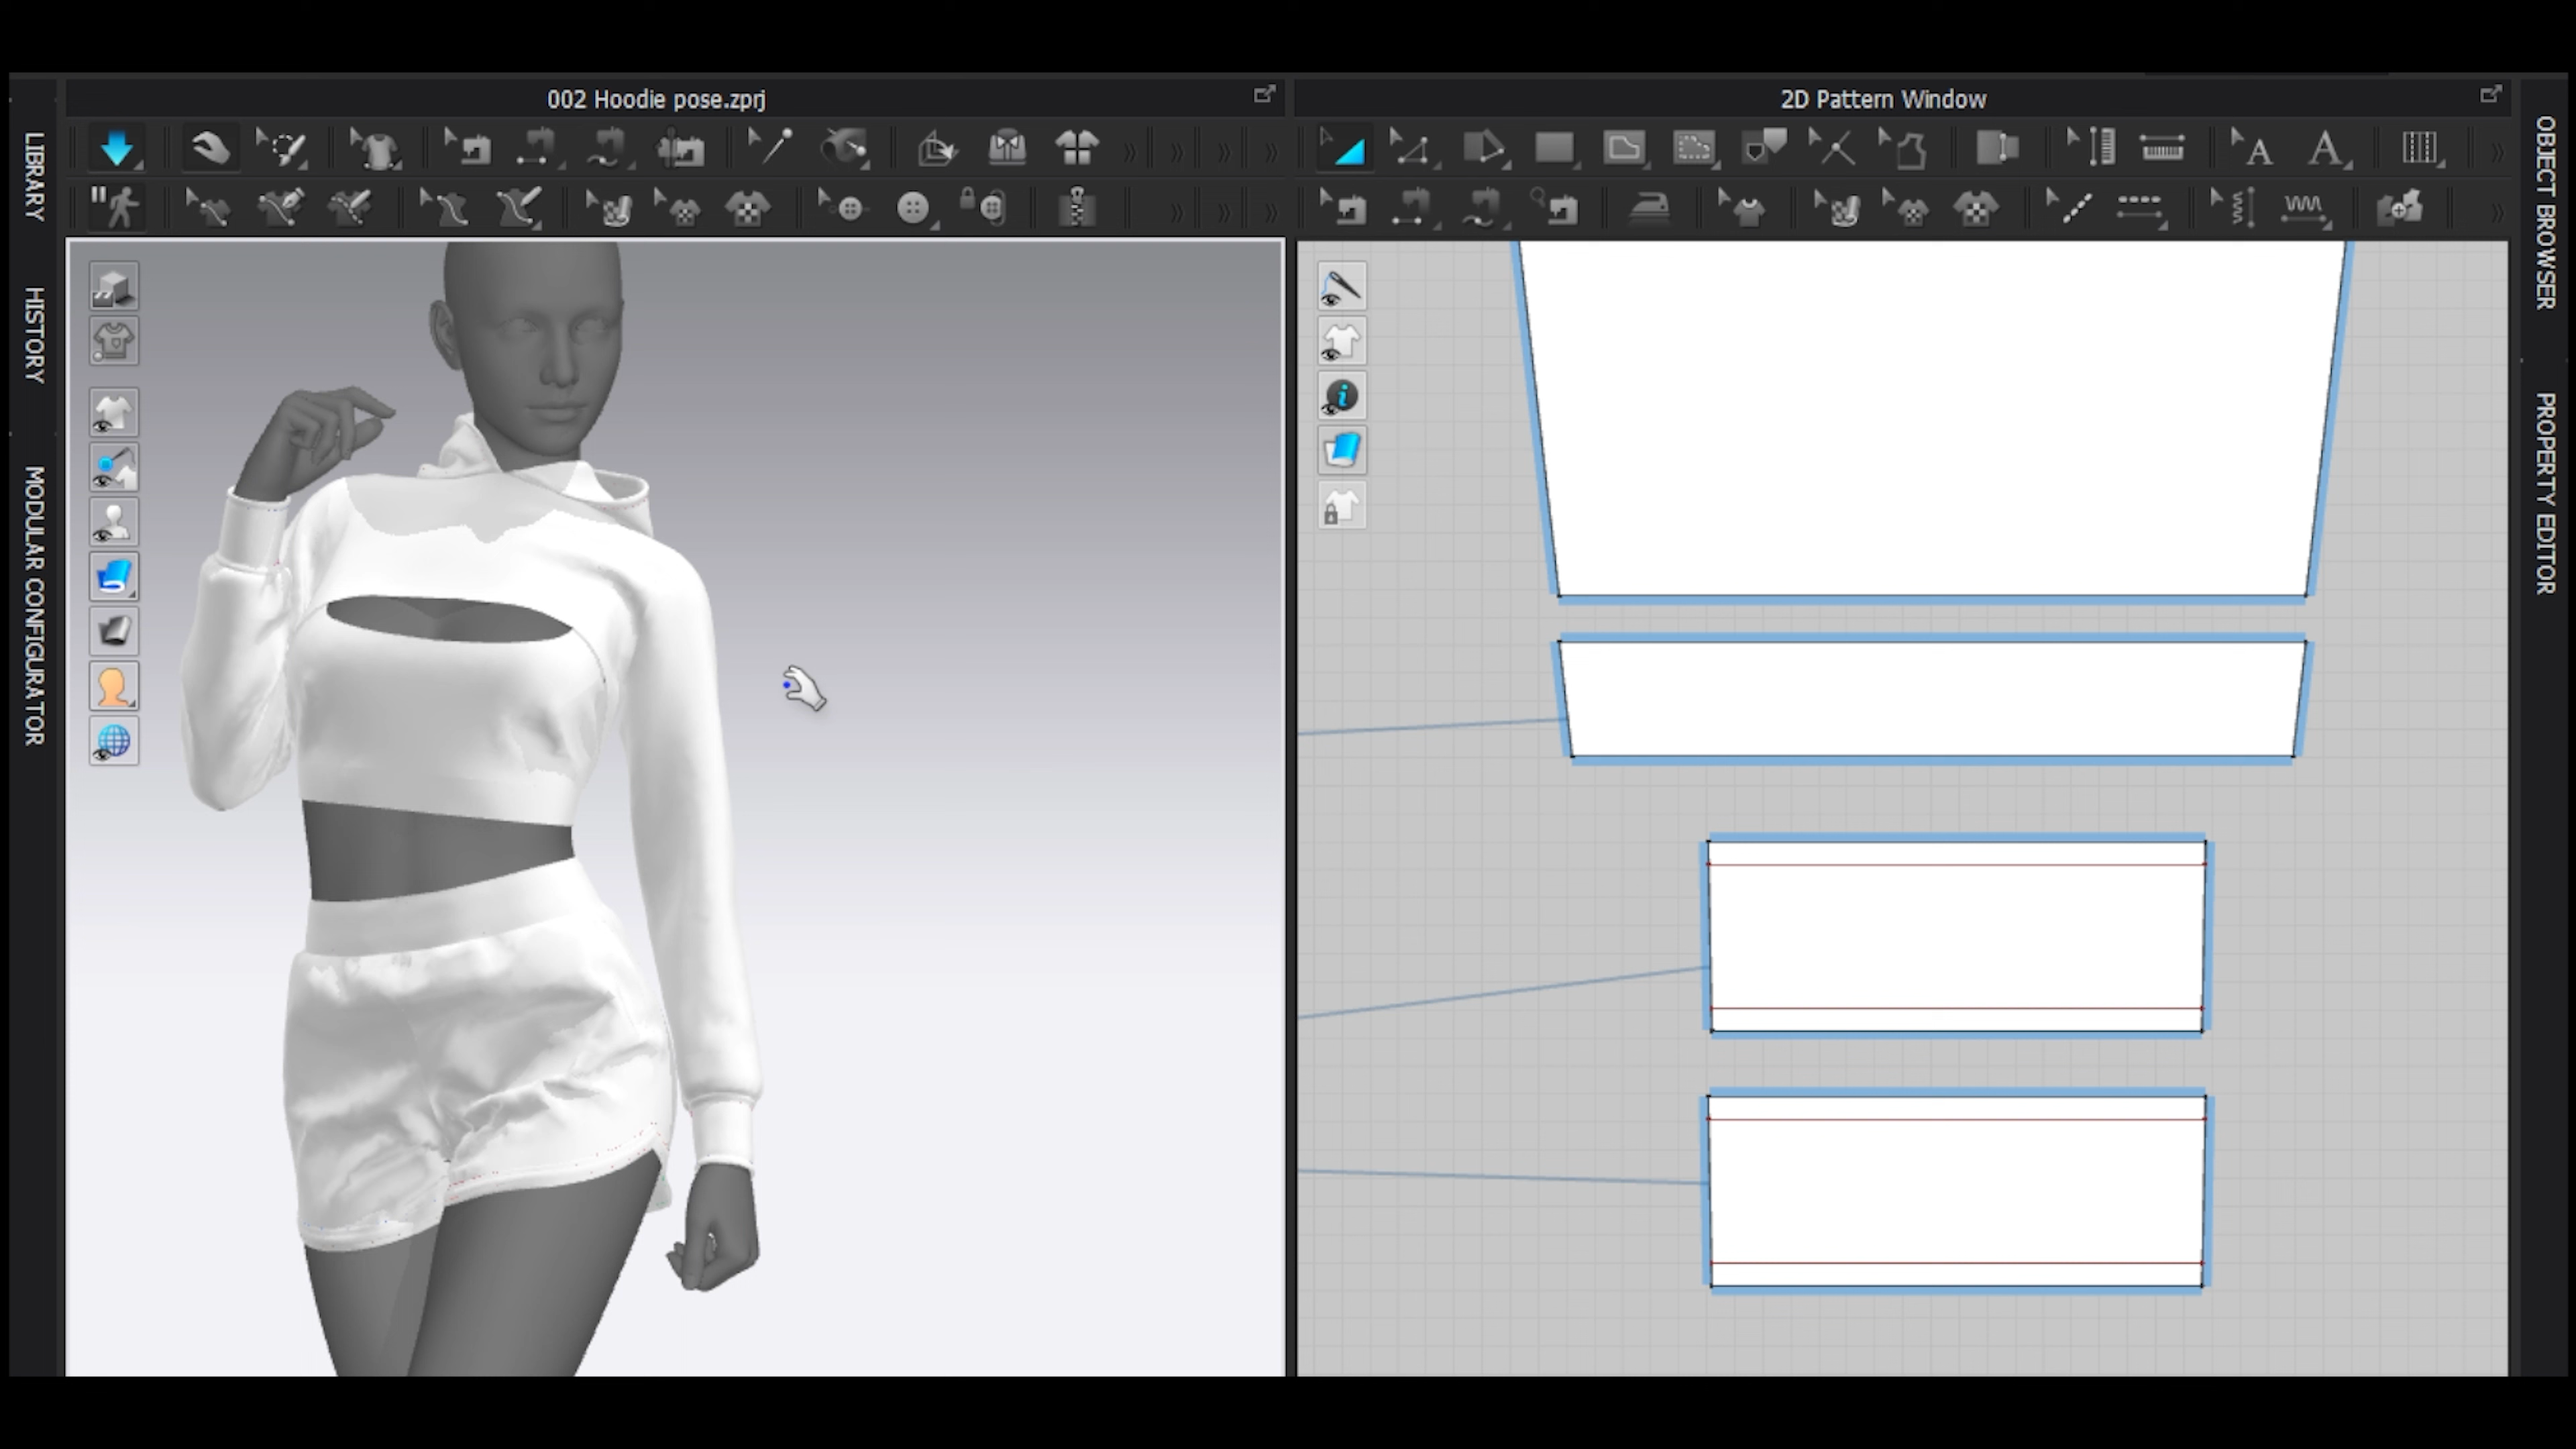 002 Hoodie pose.zprj
2D Pattern Window
LIBRARY
HISTORY
MODULAR CONFIGURATOR
OBJECT BROWSER
PROPERTY EDITOR